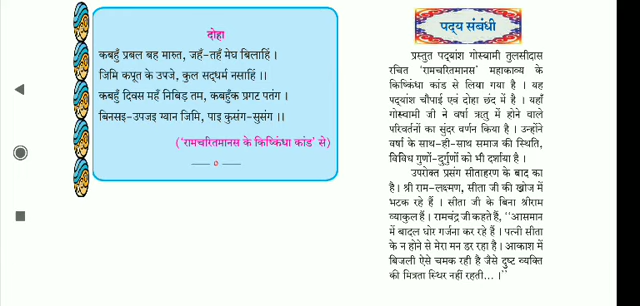 दोहा
कबहुँ प्रबल बह मारुत, जहँ-तहँ मेघ बिलाहिं ।
जिमि कपूत के उपजे, कुल सद्धर्म नसाहिं ।।
कबहुँ दिवस महँ निबिड़ तम, कबहुँक प्रगट पतंग ।
बिनसइ-उपजइ ग्यान जिमि, पाइ कुसंग-सुसंग ।।
('रामचरितमानस के किष्किंधा कांड' से)
— o —
पद्य संबंधी
प्रस्तुत पद्यांश गोस्वामी तुलसीदास
रचित 'रामचरितमानस' महाकाव्य के
किष्किंधा कांड से लिया गया है । यह
पद्यांश चौपाई एवं दोहा छंद में है । यहाँ
गोस्वामी जी ने वर्षा ऋतु में होने वाले
परिवर्तनों का सुंदर वर्णन किया है । उन्होंने
वर्षा के साथ-ही-साथ समाज की स्थिति,
विविध गुणों-दुर्गुणों को भी दर्शाया है ।
उपरोक्त प्रसंग सीताहरण के बाद का
है । श्री राम-लक्ष्मण, सीता जी की खोज में
भटक रहे हैं । सीता जी के बिना श्रीराम
व्याकुल हैं । रामचंद्र जी कहते हैं, ''आसमान
में बादल घोर गर्जना कर रहे हैं । पत्नी सीता
के न होने से मेरा मन डर रहा है । आकाश में
बिजली ऐसे चमक रही है जैसे दुष्ट व्यक्ति
की मित्रता स्थिर नहीं रहती... ।''